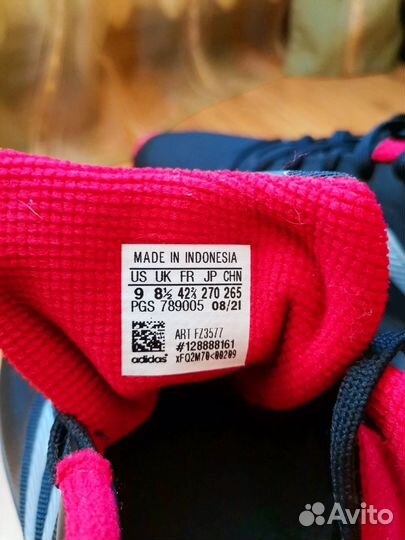 MADE IN INDONESIA
US UK FR JP CHN
9 8½ 42⅔ 270 265
PGS 789005 08/21
ART FZ3577
#128888161
adidas xFQ2M70<00209
Avito